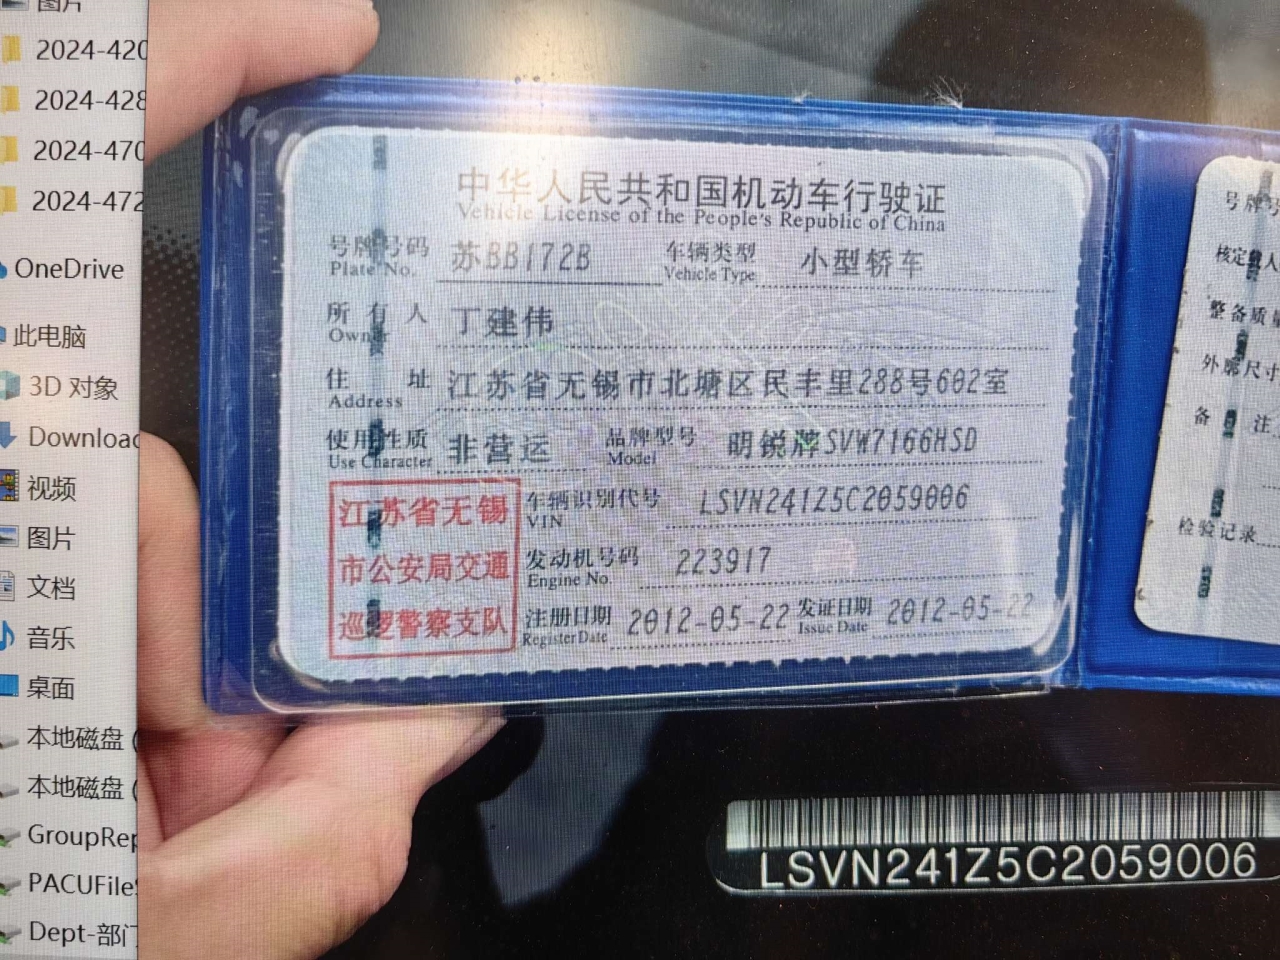 图片
2024-420
2024-428
2024-470
2024-472
OneDrive
此电脑
3D 对象
Downloac
视频
图片
文档
音乐
桌面
本地磁盘 (
本地磁盘 (
GroupRep
PACUFiles
Dept-部门
中华人民共和国机动车行驶证
Vehicle License of the People's Republic of China
号牌号码 苏BB172B 车辆类型 小型轿车
Plate No. Vehicle Type
所有人 丁建伟
Owner
住址 江苏省无锡市北塘区民丰里288号602室
Address
使用性质 非营运 品牌型号 明锐牌SVW7166HSD
Use Character Model
江苏省无锡
市公安局交通
巡逻警察支队
车辆识别代号 LSVN241Z5C2059006
VIN
发动机号码 223917
Engine No.
注册日期 2012-05-22 发证日期 2012-05-22
Register Date Issue Date
号牌号
核定载人
整备质量
外廓尺寸
备 注
检验记录
LSVN241Z5C2059006